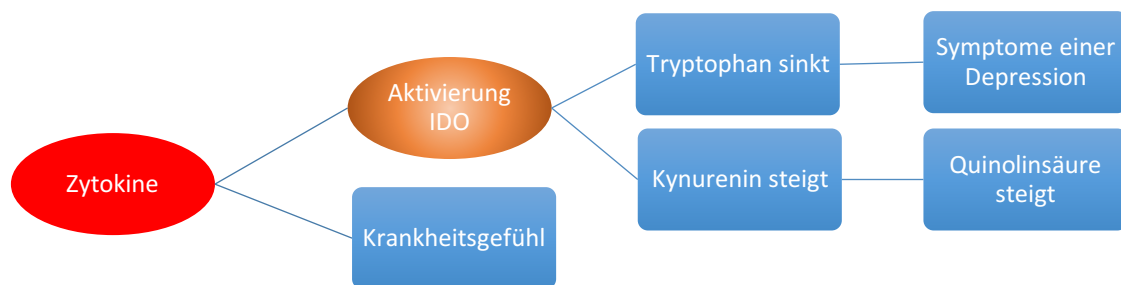 Zytokine
Aktivierung
IDO
Krankheitsgefühl
Tryptophan sinkt
Kynurenin steigt
Symptome einer
Depression
Quinolinsäure
steigt